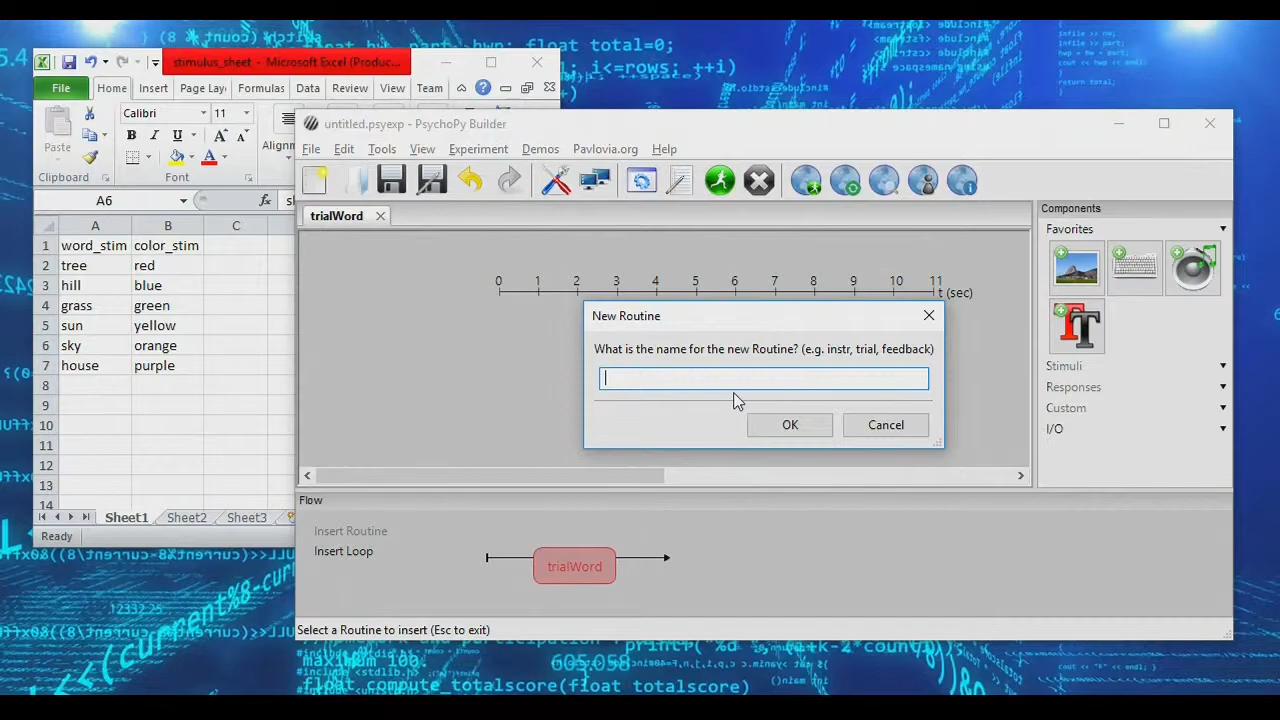 stimulus_sheet - Microsoft Excel (Produc...
File Home Insert Page Lay Formulas Data Review View Team
Paste
Calibri 11
B I U A A
Alignm
Clipboard Font
A6 fx
A B C
1 word_stim color_stim
2 tree red
3 hill blue
4 grass green
5 sun yellow
6 sky orange
7 house purple
8
9
10
11
12
13
14
Sheet1 Sheet2 Sheet3
Ready
untitled.psyexp - PsychoPy Builder
File Edit Tools View Experiment Demos Pavlovia.org Help
trialWord
0 1 2 3 4 5 6 7 8 9 10 11
t (sec)
New Routine
What is the name for the new Routine? (e.g. instr, trial, feedback)
OK Cancel
Components
Favorites
Stimuli
Responses
Custom
I/O
Flow
Insert Routine
Insert Loop
trialWord
Select a Routine to insert (Esc to exit)
float total=0;
i<=rows; ++i)
maximum 100.
605.058
float compute_totalscore(float totalscore)